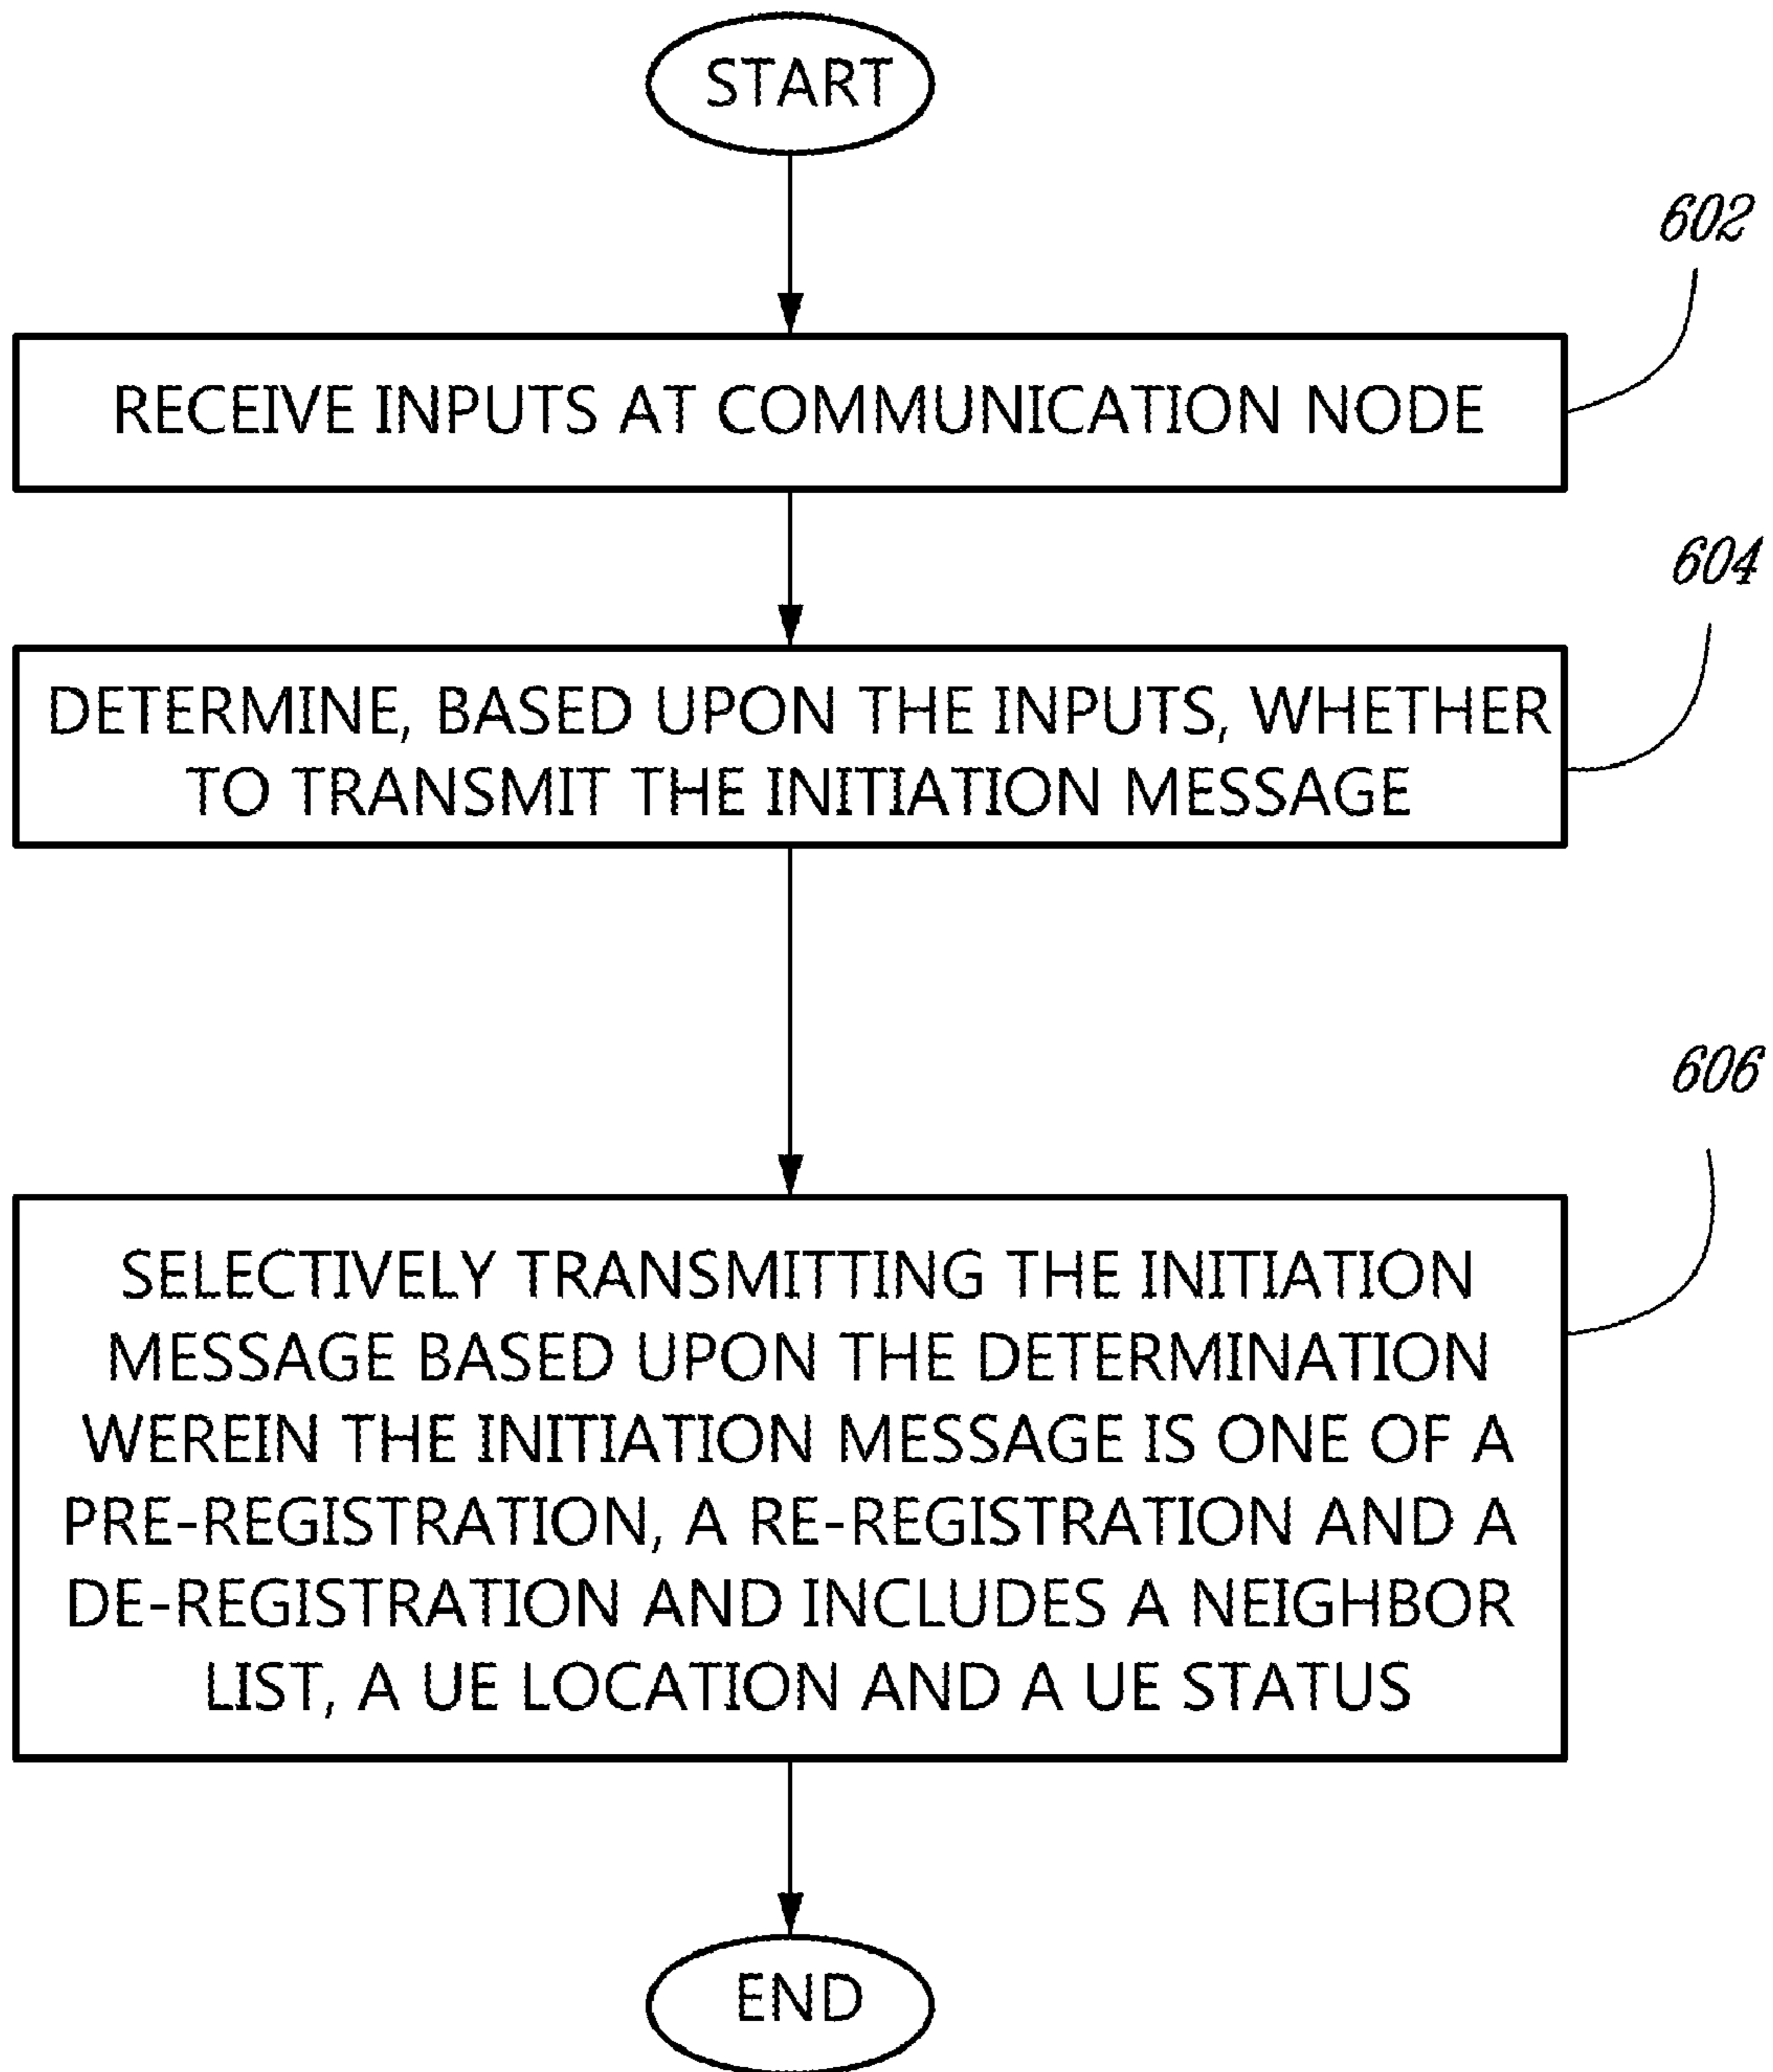 START
602
RECEIVE INPUTS AT COMMUNICATION NODE
604
DETERMINE, BASED UPON THE INPUTS, WHETHER
TO TRANSMIT THE INITIATION MESSAGE
606
SELECTIVELY TRANSMITTING THE INITIATION
MESSAGE BASED UPON THE DETERMINATION
WEREIN THE INITIATION MESSAGE IS ONE OF A
PRE-REGISTRATION, A RE-REGISTRATION AND A
DE-REGISTRATION AND INCLUDES A NEIGHBOR
LIST, A UE LOCATION AND A UE STATUS
END